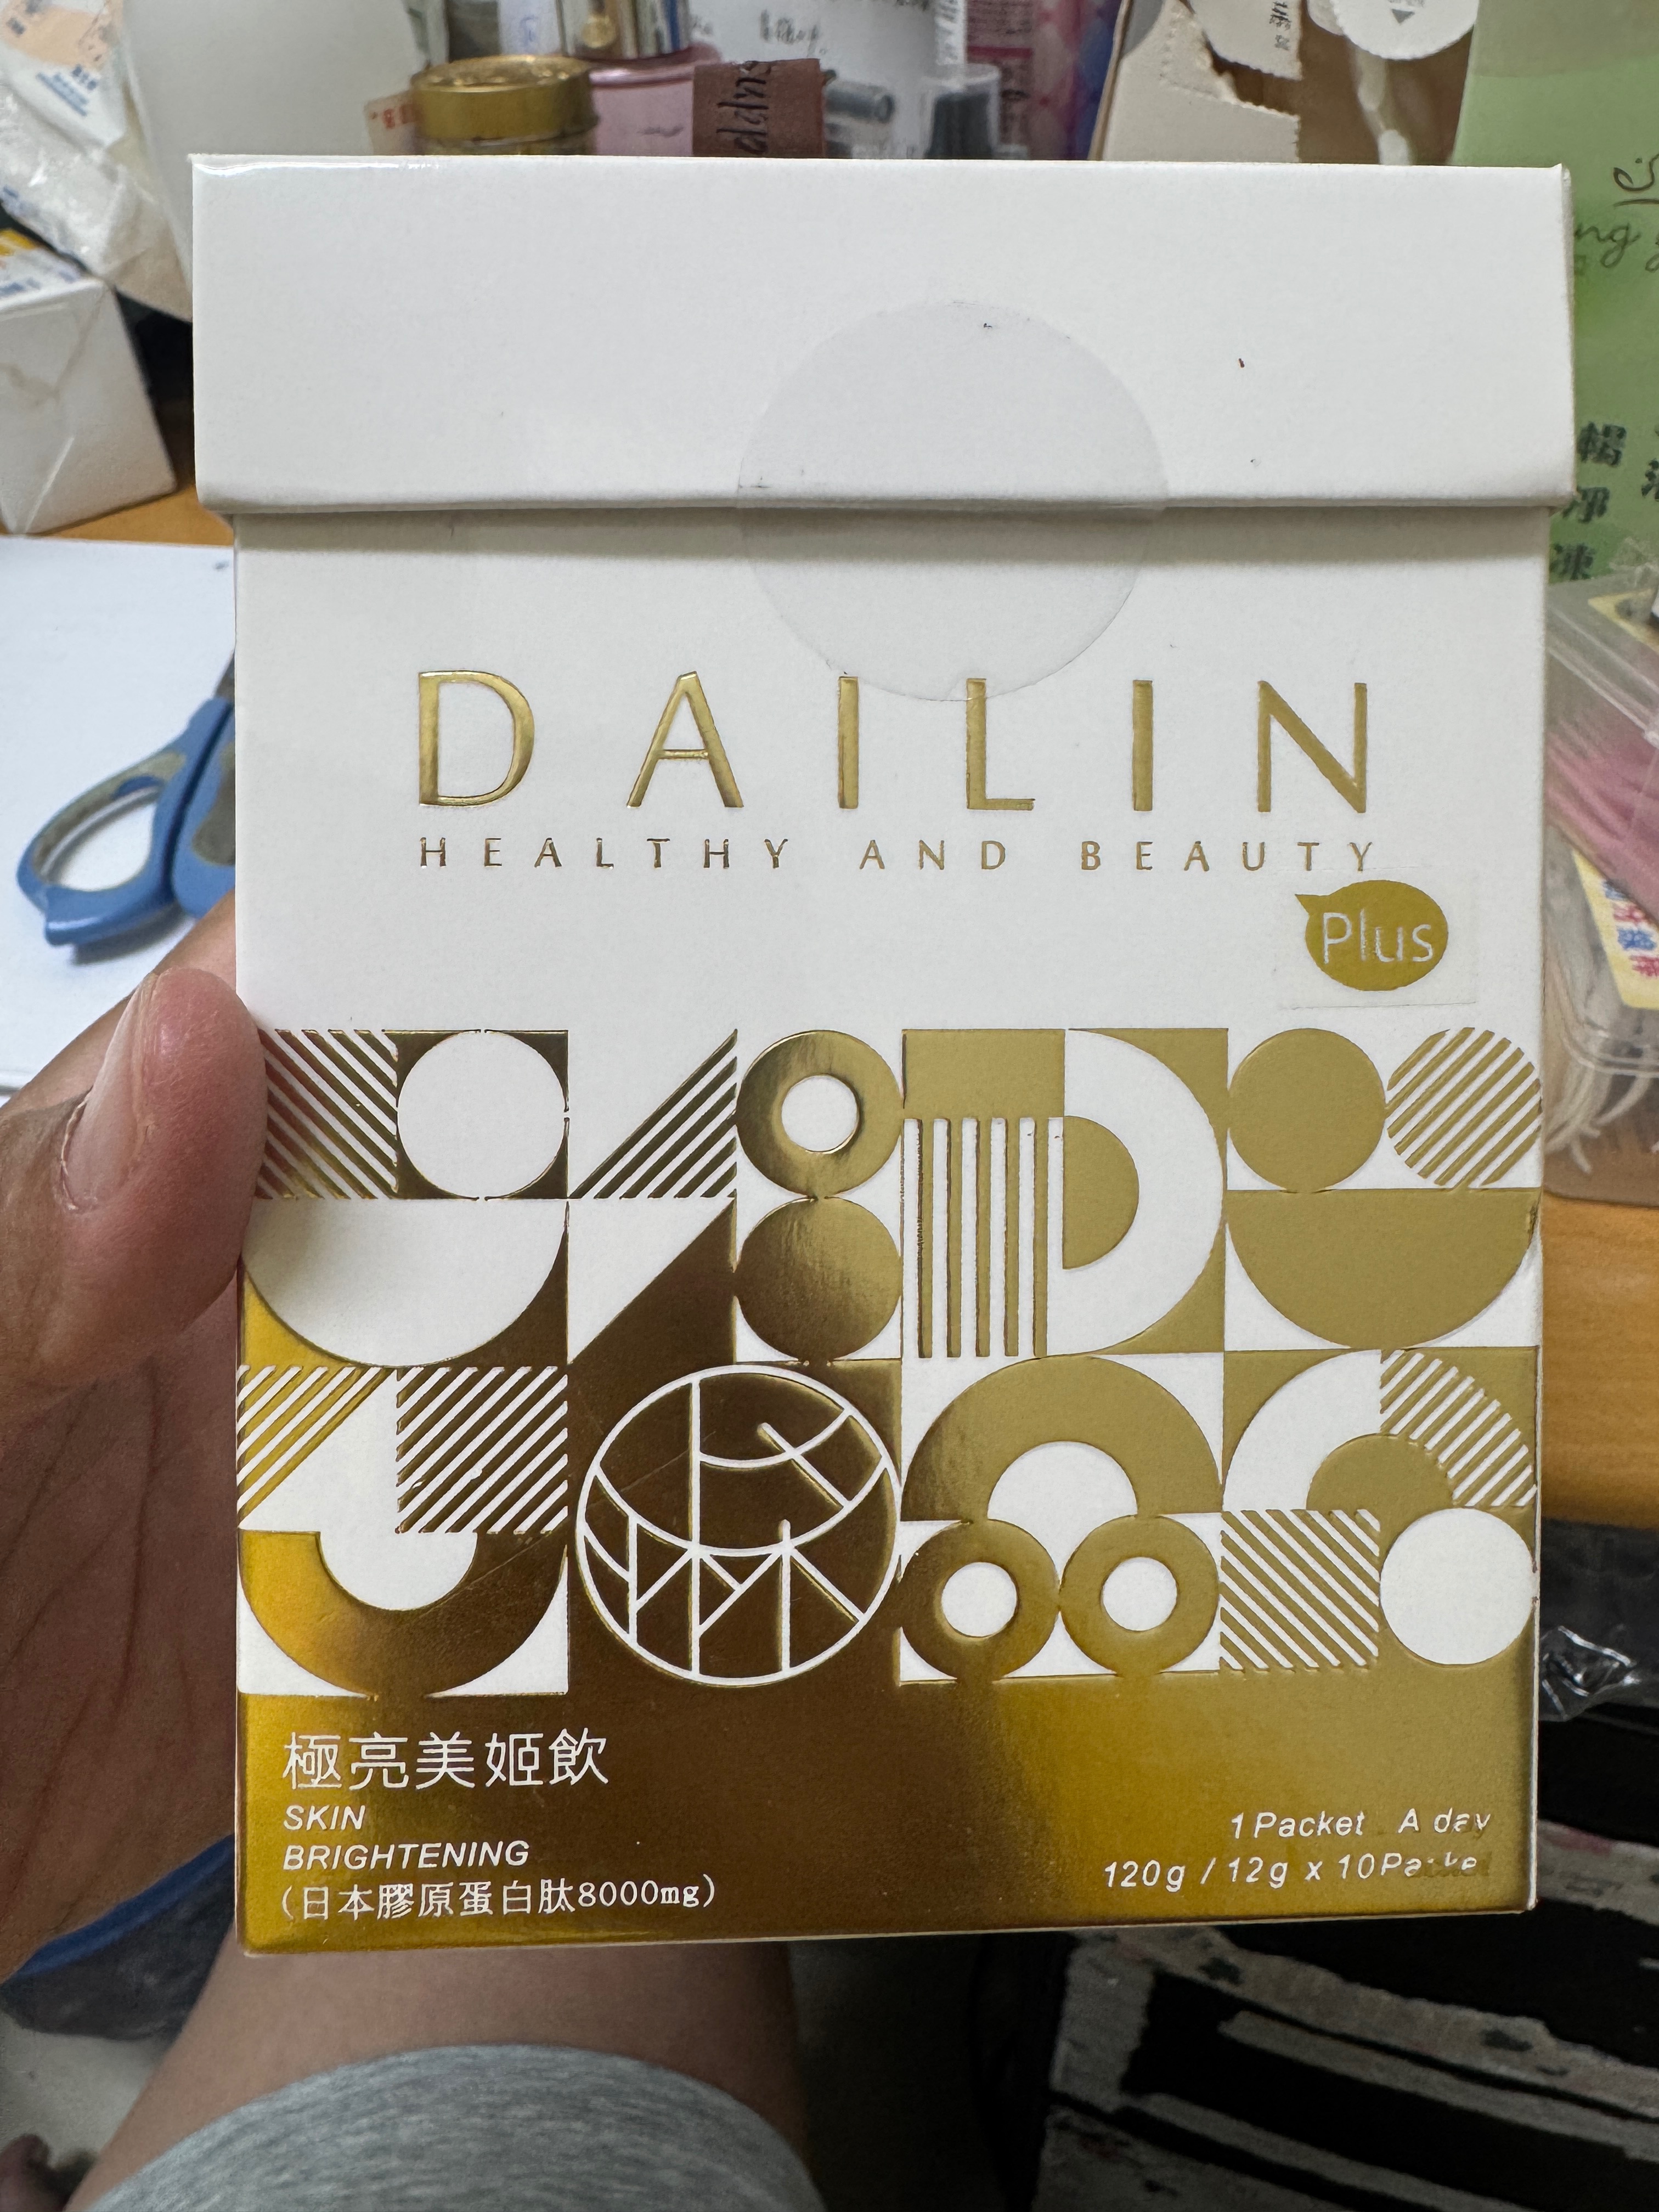 DAILIN
HEALTHY AND BEAUTY
Plus
極亮美姬飲
SKIN
BRIGHTENING
(日本膠原蛋白肽8000mg)
1 Packet A day
120g / 12g x 10Packe